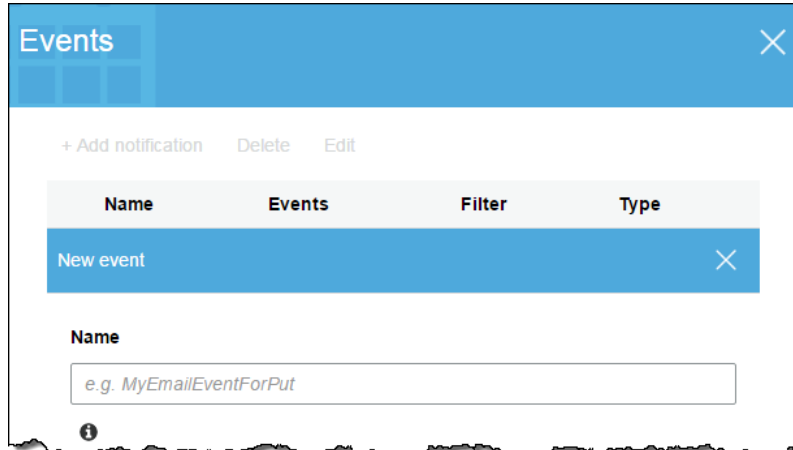 Events
+ Add notification Delete Edit
Name Events Filter Type
New event
Name
e.g. MyEmailEventForPut